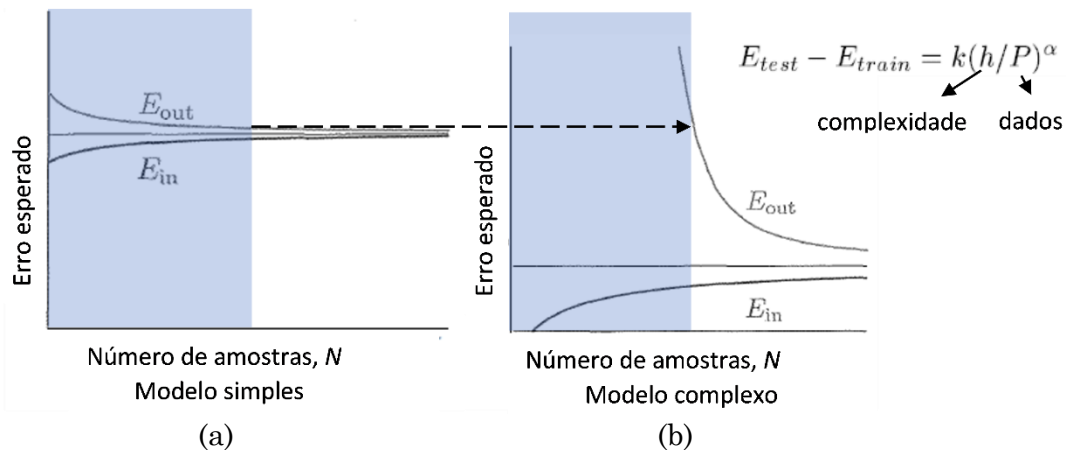 Erro esperado
E_out
E_in
Número de amostras, N
Modelo simples
(a)
Erro esperado
E_out
E_in
Número de amostras, N
Modelo complexo
(b)
E_test − E_train = k(h/P)^α
complexidade dados